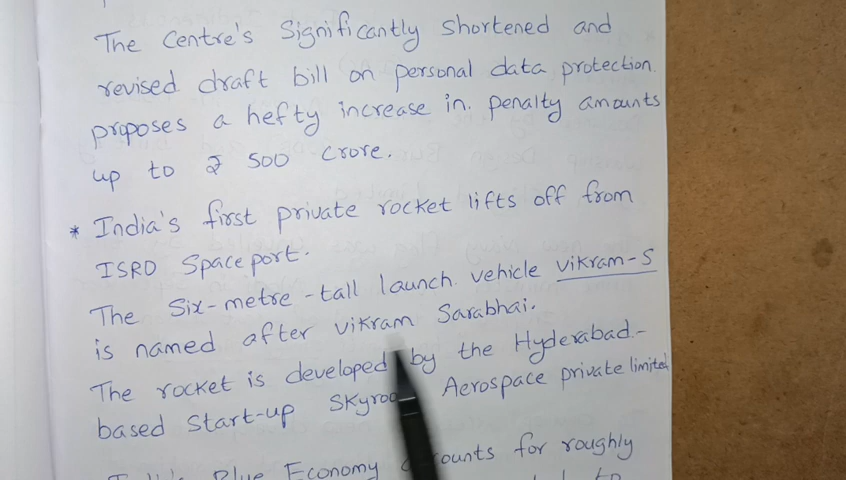 The Centre's Significantly Shortened and
revised draft bill on personal data protection.
proposes a hefty increase in. penalty amounts
up to ₹ 500 Crore.
* India's first private rocket lifts off from
ISRO Spaceport.
The Six-metre-tall launch vehicle Vikram-S
is named after Vikram Sarabhai.
The rocket is developed by the Hyderabad-
based Start-up Aerospace private limited
Blue Economy for roughly
to